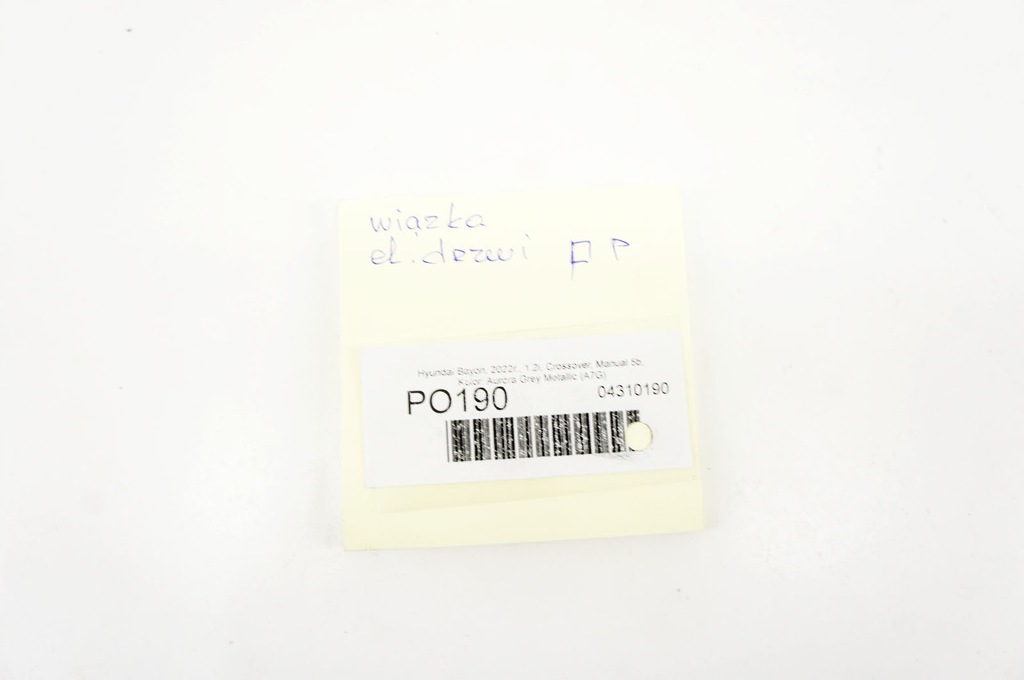 wiązka
el. drzwi P P
Hyundai Bayon, 2022r., 1.2i, Crossover, Manual 5b,
Kolor: Aurora Grey Metallic (A7G)
PO190 04310190